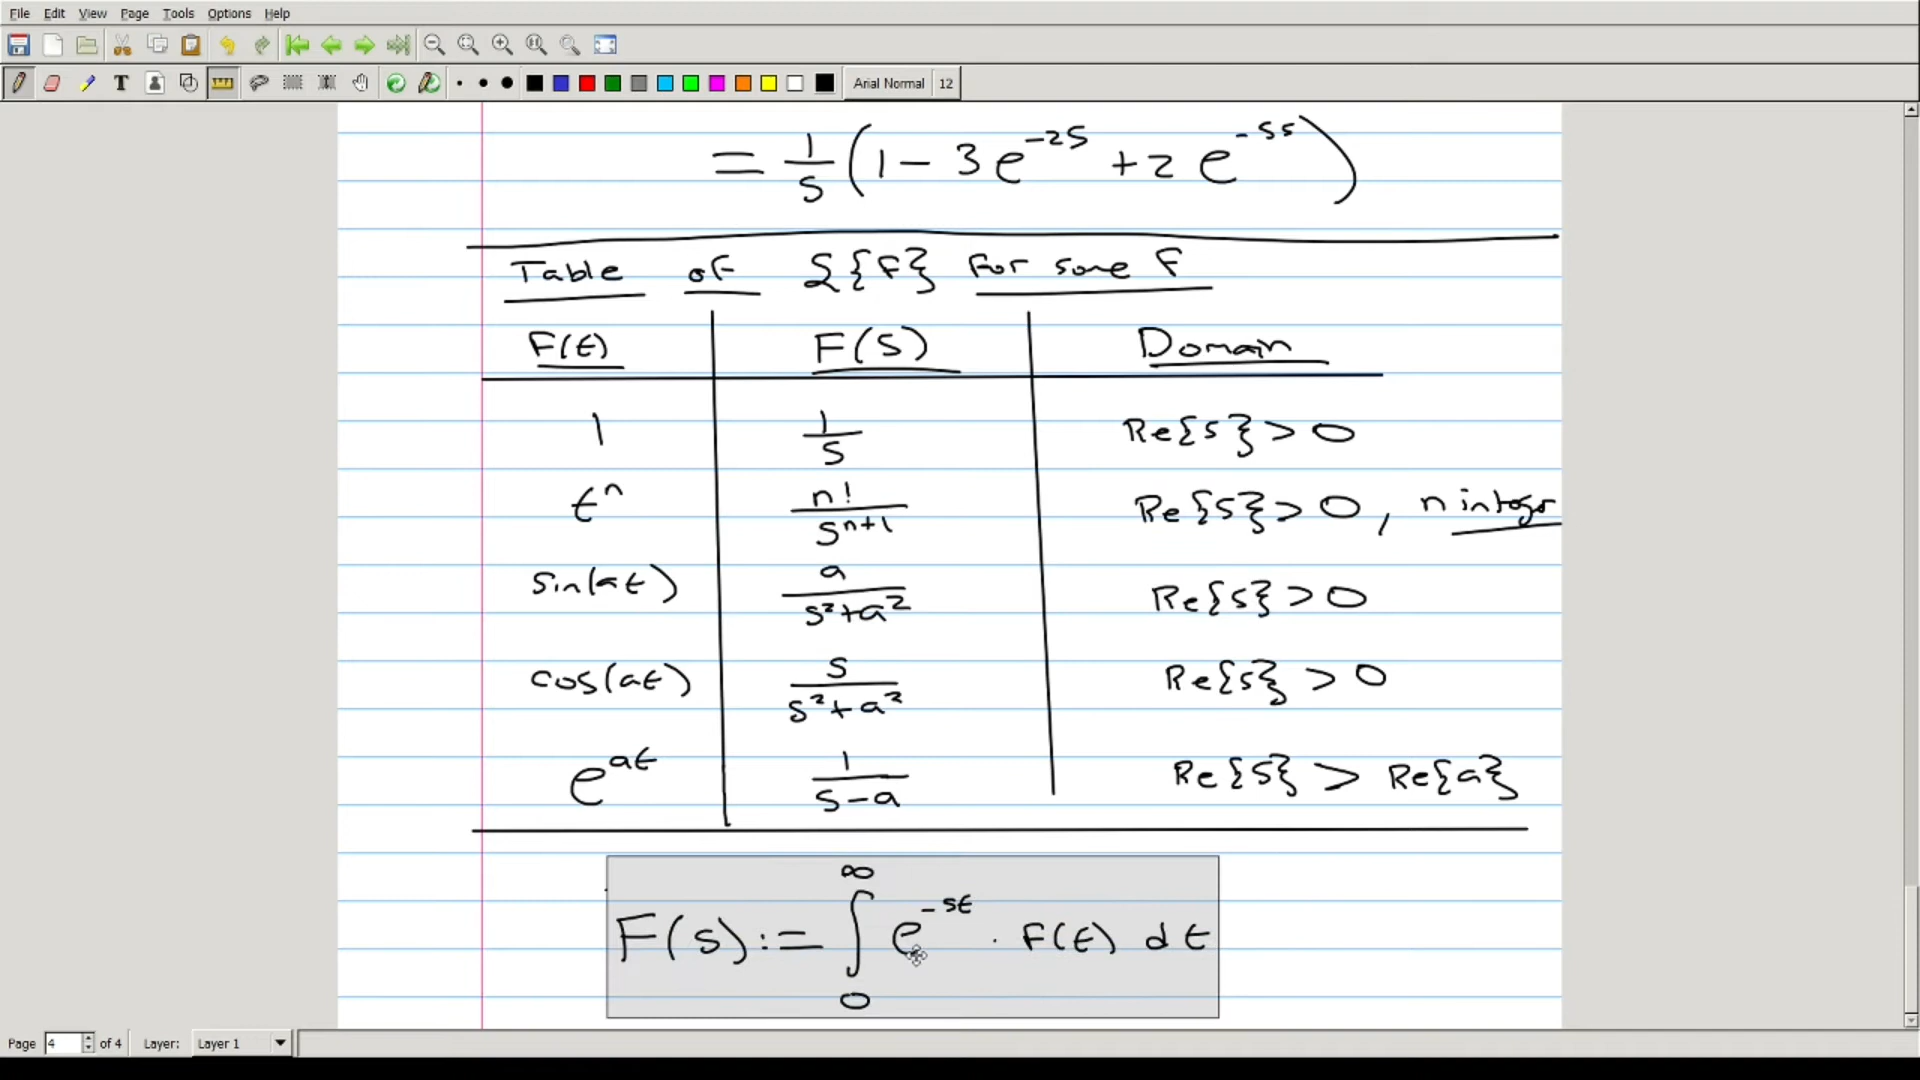 File Edit View Page Tools Options Help
Arial Normal 12
= 1/s (1 - 3e^{-2s} + 2e^{-5s})
Table of ℒ{f} for some f
f(t) F(s) Domain
1 1/s Re{s} > 0
t^n n!/s^{n+1} Re{s} > 0, n integer
sin(at) a/(s²+a²) Re{s} > 0
cos(at) s/(s²+a²) Re{s} > 0
e^{at} 1/(s-a) Re{s} > Re{a}
F(s) := ∫_0^∞ e^{-st} · f(t) dt
Page 4 of 4 Layer: Layer 1